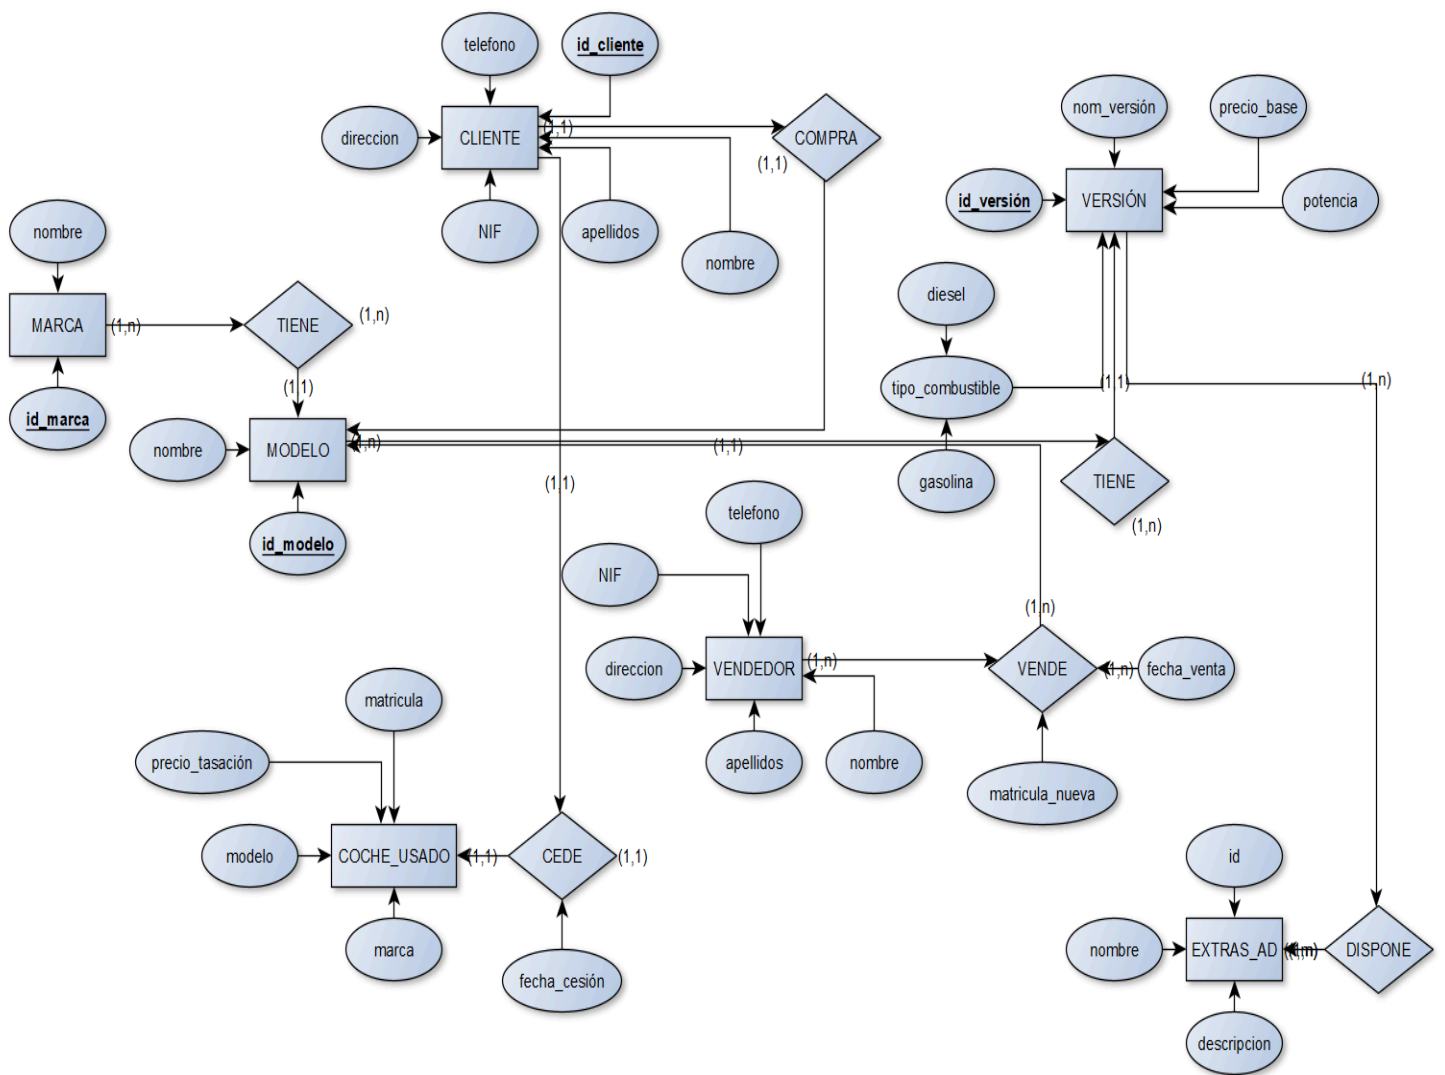 telefono
id_cliente
direccion
CLIENTE
(1,1)
COMPRA
(1,1)
NIF
apellidos
nombre
nom_versión
precio_base
id_versión
VERSIÓN
potencia
nombre
MARCA
(1,n)
TIENE
(1,n)
(1,1)
id_marca
diesel
tipo_combustible
(1,1)
(1,n)
gasolina
nombre
MODELO
(1,n)
(1,1)
TIENE
(1,n)
id_modelo
(1,1)
telefono
NIF
(1,n)
direccion
VENDEDOR
(1,n)
VENDE
(1,n)
fecha_venta
apellidos
nombre
matricula_nueva
matricula
precio_tasación
modelo
COCHE_USADO
(1,1)
CEDE
(1,1)
marca
fecha_cesión
id
nombre
EXTRAS_AD
DISPONE
descripcion